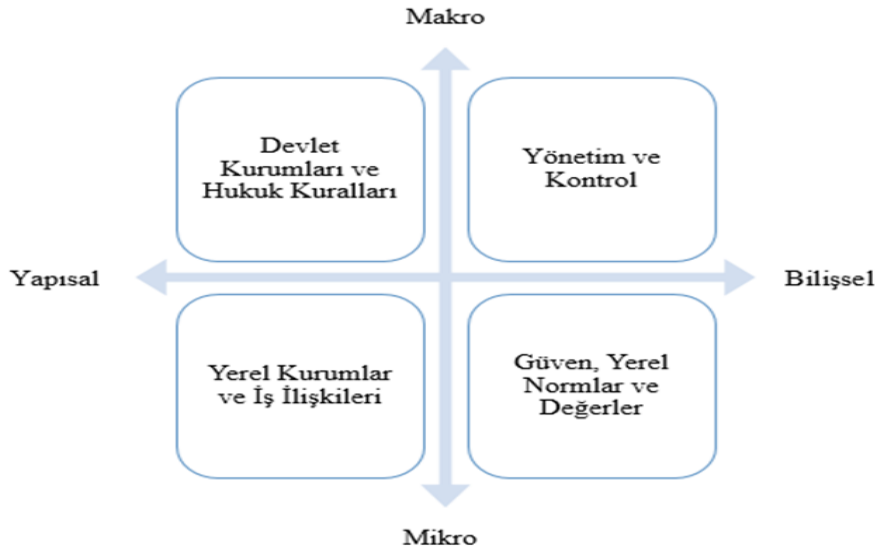 Makro
Devlet
Kurumları ve
Hukuk Kuralları
Yönetim ve
Kontrol
Yapısal
Bilişsel
Yerel Kurumlar
ve İş İlişkileri
Güven, Yerel
Normlar ve
Değerler
Mikro